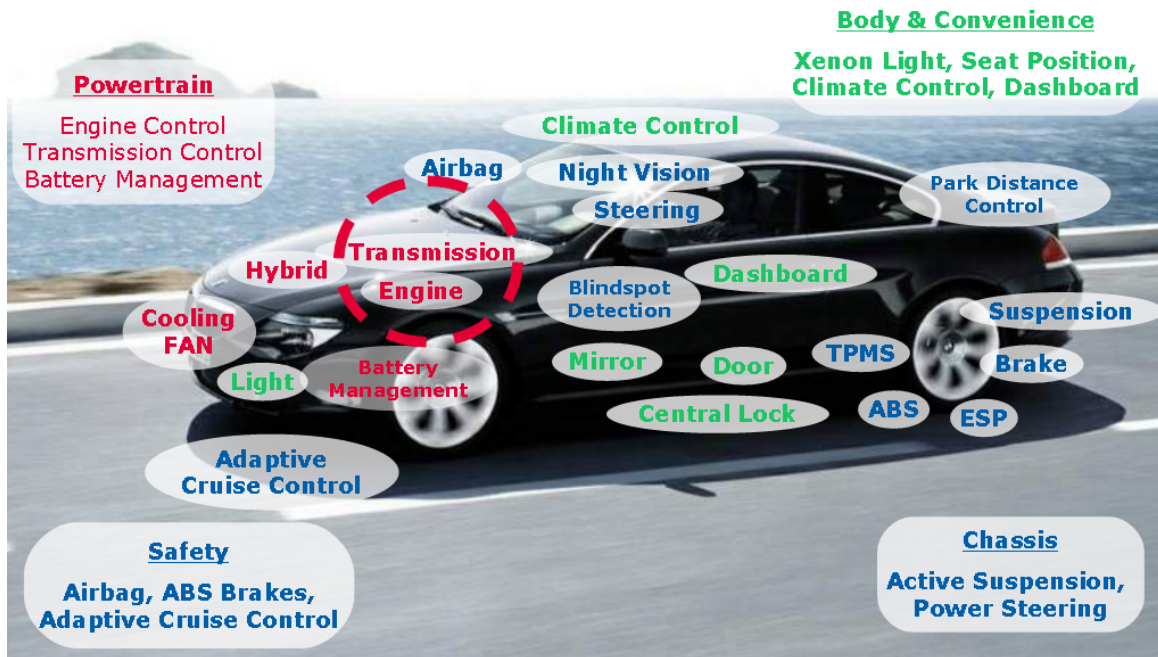 Body & Convenience
Xenon Light, Seat Position,
Climate Control, Dashboard
Powertrain
Engine Control
Transmission Control
Battery Management
Climate Control
Airbag
Night Vision
Steering
Park Distance
Control
Transmission
Hybrid
Engine
Dashboard
Blindspot
Detection
Suspension
Cooling
FAN
Light
Battery
Management
Mirror
Door
TPMS
Brake
Central Lock
ABS
ESP
Adaptive
Cruise Control
Safety
Airbag, ABS Brakes,
Adaptive Cruise Control
Chassis
Active Suspension,
Power Steering